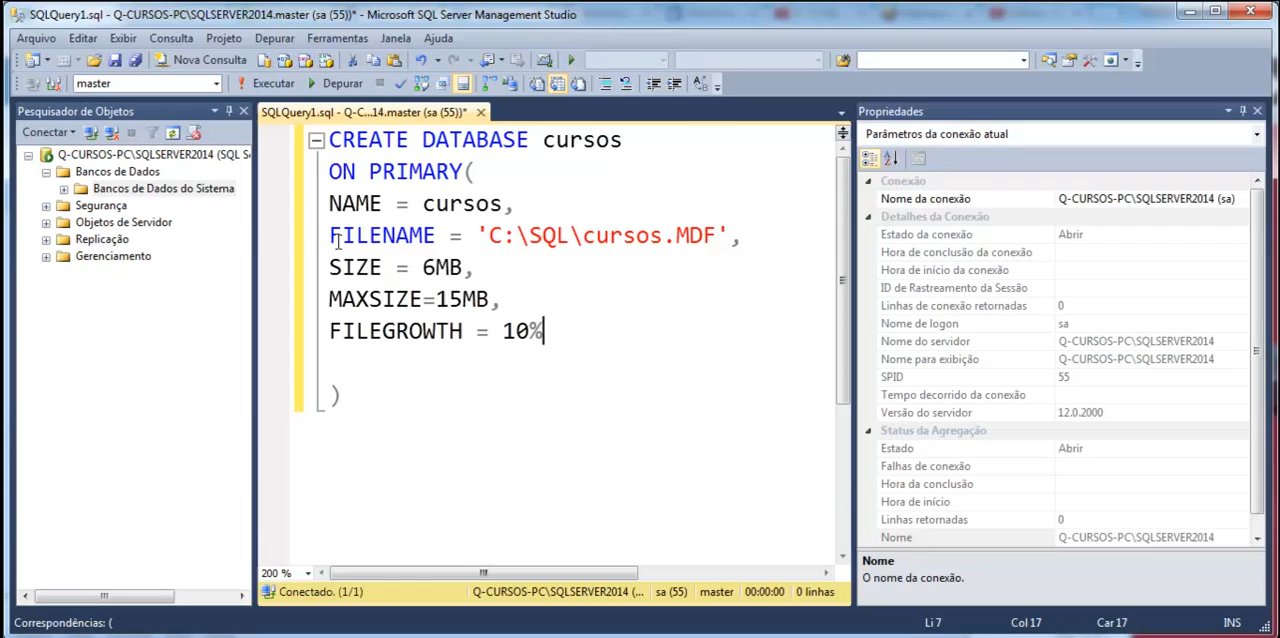 SQLQuery1.sql - Q-CURSOS-PC\SQLSERVER2014.master (sa (55))* - Microsoft SQL Server Management Studio
Arquivo Editar Exibir Consulta Projeto Depurar Ferramentas Janela Ajuda
Nova Consulta
master Executar Depurar
Pesquisador de Objetos
Conectar
Q-CURSOS-PC\SQLSERVER2014 (SQL S
Bancos de Dados
Bancos de Dados do Sistema
Segurança
Objetos de Servidor
Replicação
Gerenciamento
SQLQuery1.sql - Q-C...14.master (sa (55))*
CREATE DATABASE cursos
ON PRIMARY(
NAME = cursos,
FILENAME = 'C:\SQL\cursos.MDF',
SIZE = 6MB,
MAXSIZE=15MB,
FILEGROWTH = 10%
)
200 %
Conectado. (1/1) Q-CURSOS-PC\SQLSERVER2014 (... sa (55) master 00:00:00 0 linhas
Propriedades
Parâmetros da conexão atual
Conexão
Nome da conexão Q-CURSOS-PC\SQLSERVER2014 (sa)
Detalhes da Conexão
Estado da conexão Abrir
Hora de conclusão da conexão
Hora de início da conexão
ID de Rastreamento da Sessão
Linhas de conexão retornadas 0
Nome de logon sa
Nome do servidor Q-CURSOS-PC\SQLSERVER2014
Nome para exibição Q-CURSOS-PC\SQLSERVER2014
SPID 55
Tempo decorrido da conexão
Versão do servidor 12.0.2000
Status da Agregação
Estado Abrir
Falhas de conexão
Hora da conclusão
Hora de início
Linhas retornadas 0
Nome Q-CURSOS-PC\SQLSERVER2014
Nome
O nome da conexão.
Correspondências: ( Li 7 Col 17 Car 17 INS